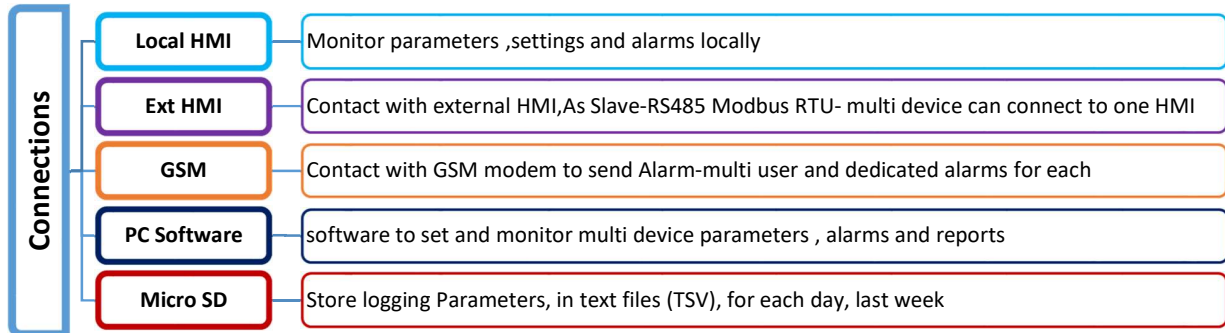 Connections
Local HMI
Monitor parameters ,settings and alarms locally
Ext HMI
Contact with external HMI,As Slave-RS485 Modbus RTU- multi device can connect to one HMI
GSM
Contact with GSM modem to send Alarm-multi user and dedicated alarms for each
PC Software
software to set and monitor multi device parameters , alarms and reports
Micro SD
Store logging Parameters, in text files (TSV), for each day, last week